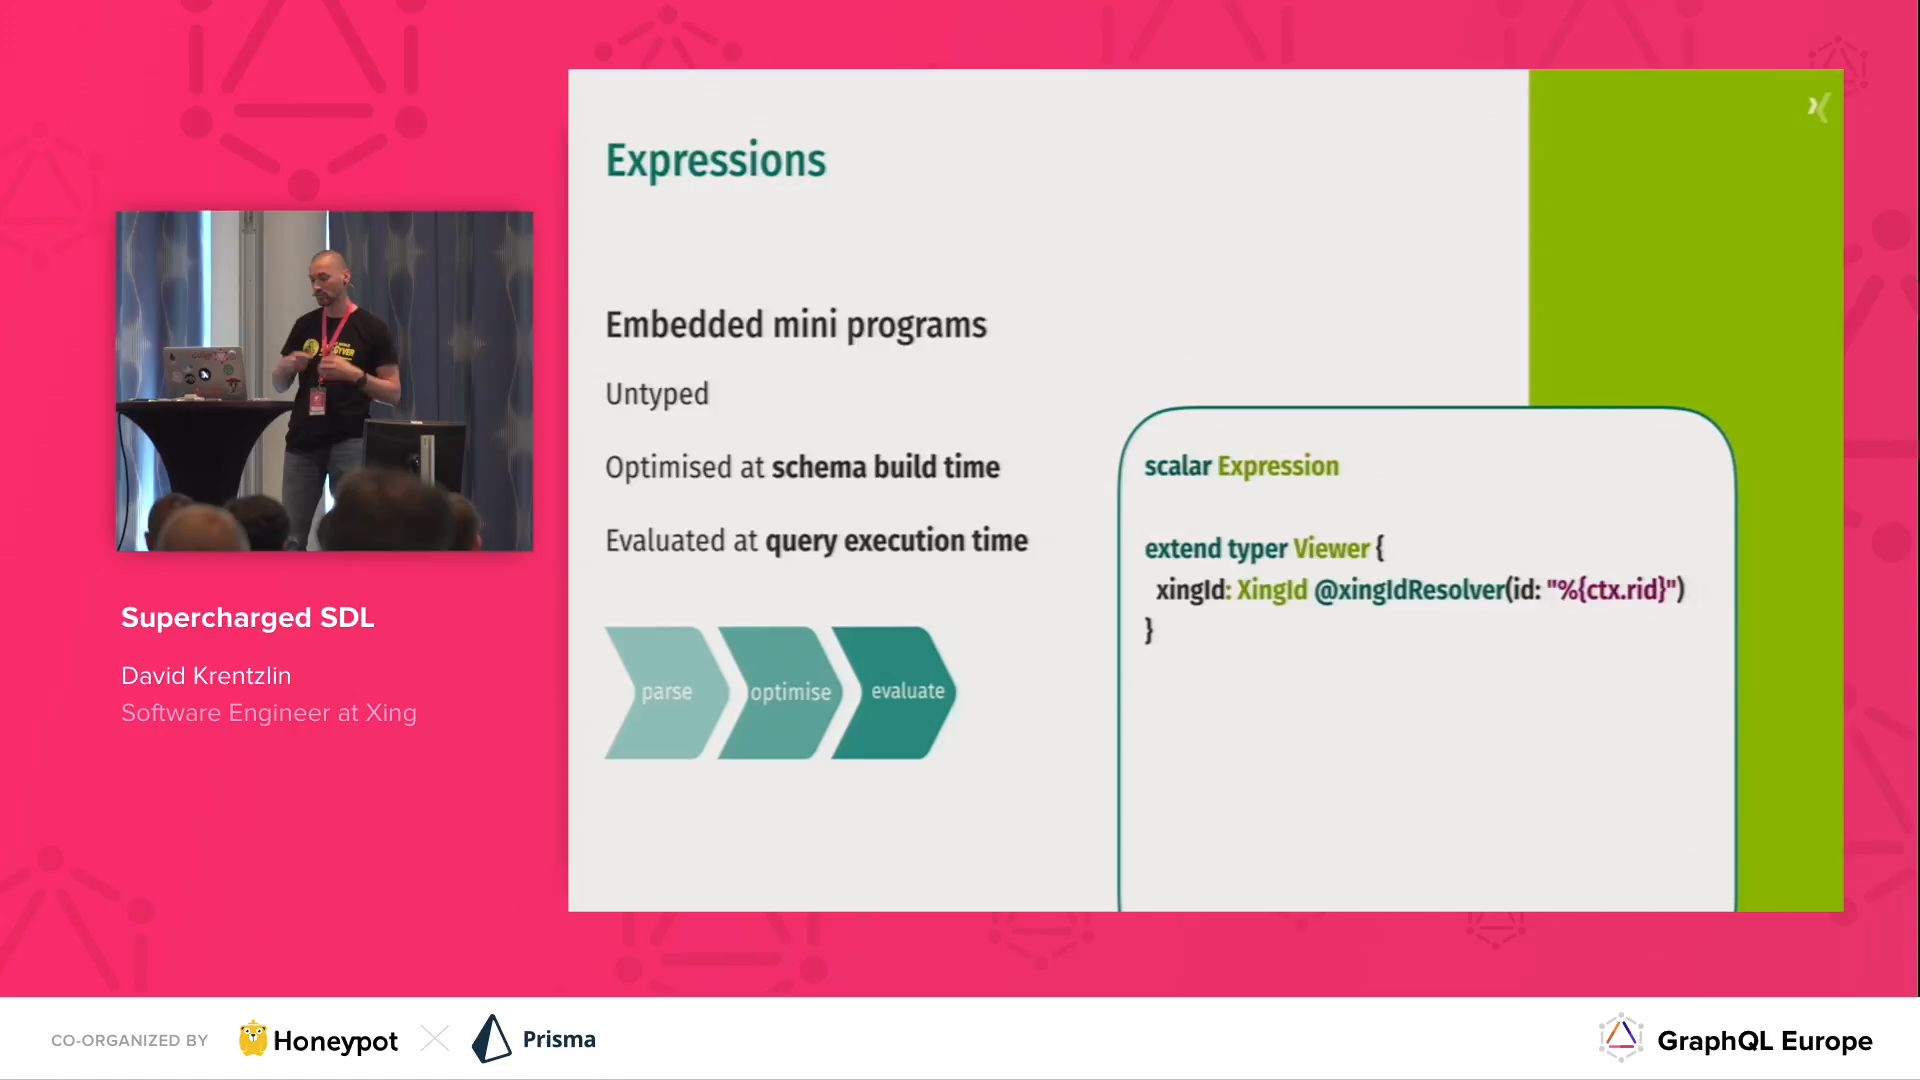 Expressions
Embedded mini programs
Untyped
Optimised at schema build time
Evaluated at query execution time
parse
optimise
evaluate
scalar Expression
extend typer Viewer {
xingId: XingId @xingIdResolver(id: "%{ctx.rid}")
}
Supercharged SDL
David Krentzlin
Software Engineer at Xing
CO-ORGANIZED BY
Honeypot
Prisma
GraphQL Europe